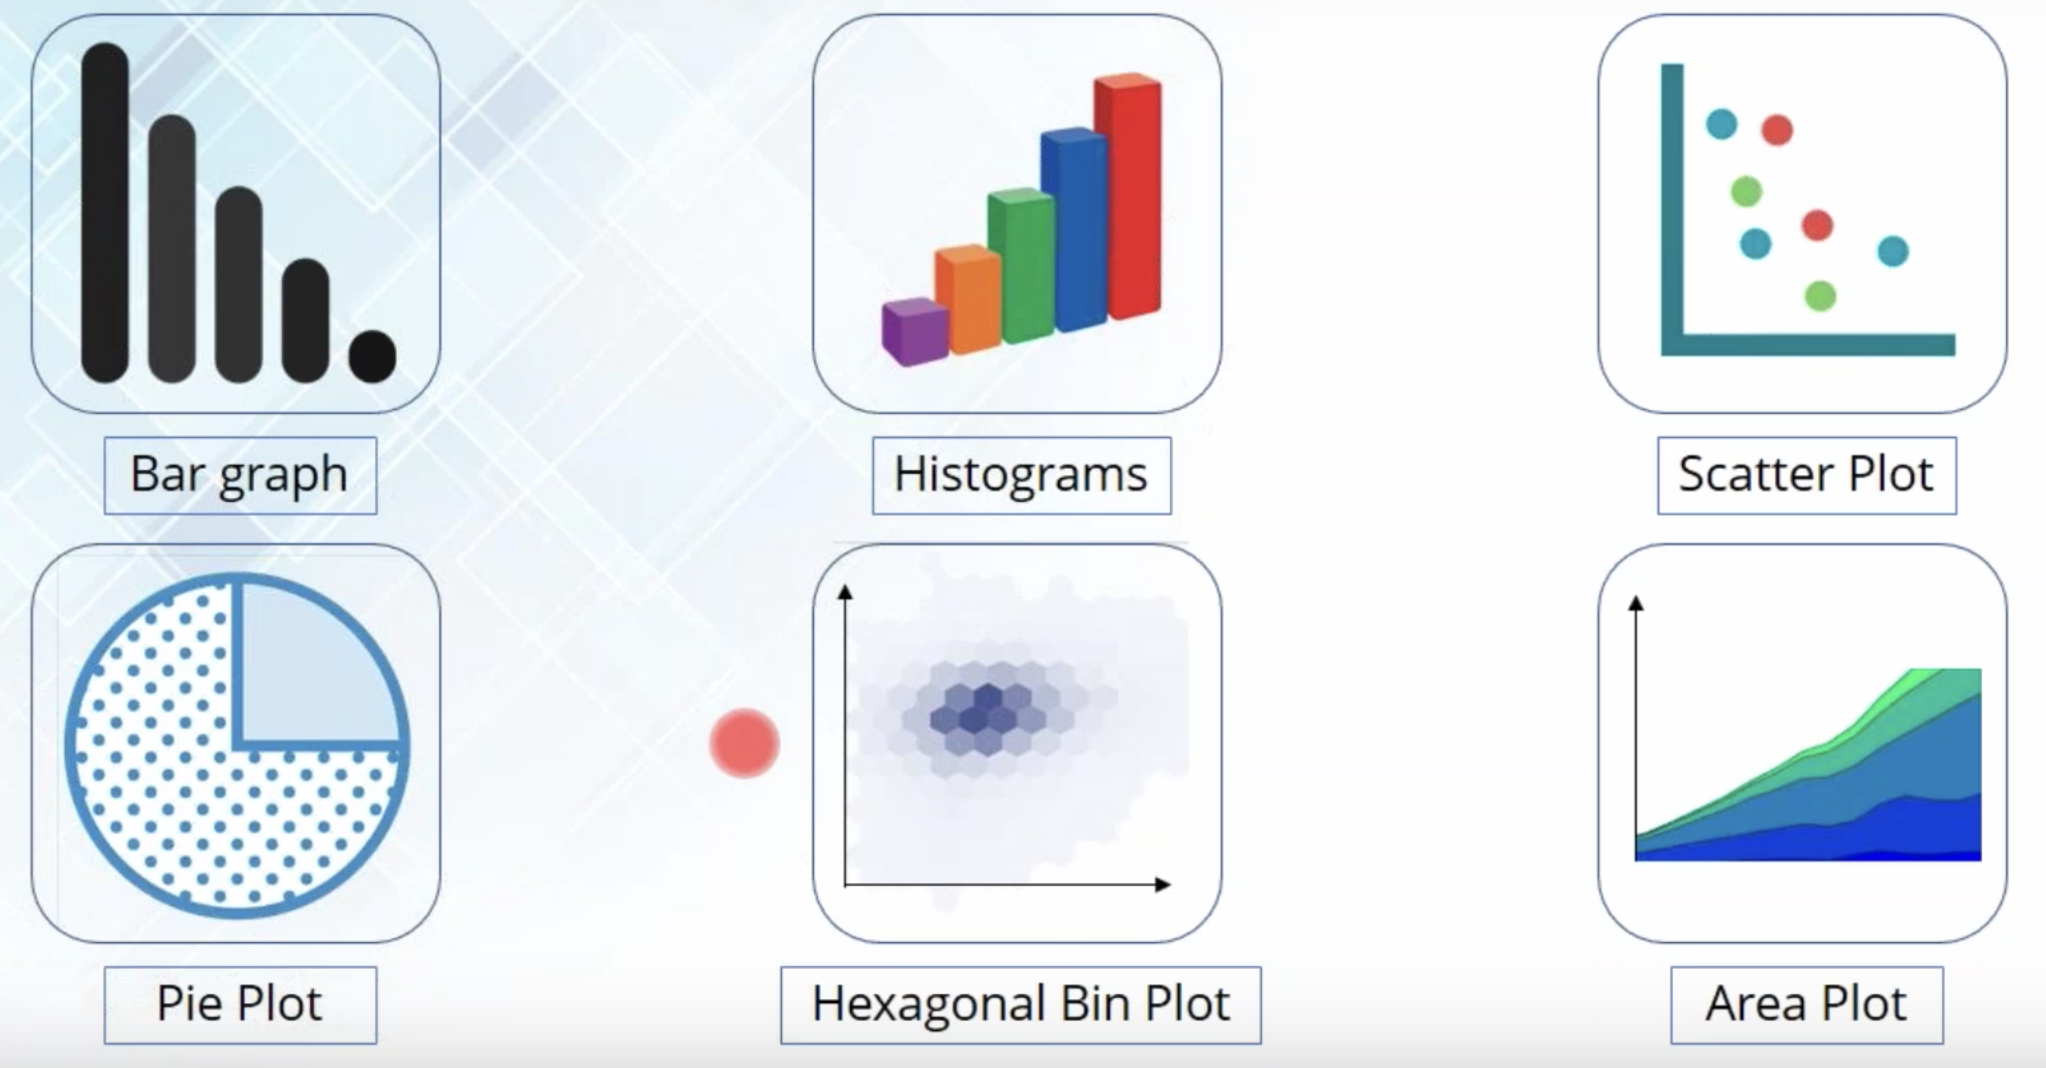 Bar graph
Histograms
Scatter Plot
Pie Plot
Hexagonal Bin Plot
Area Plot